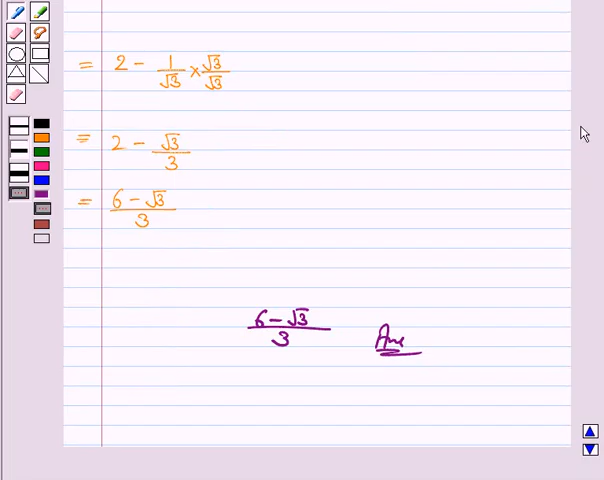 = 2 - 1/√3 × √3/√3
= 2 - √3/3
= 6 - √3/3
6 - √3/3 Ans